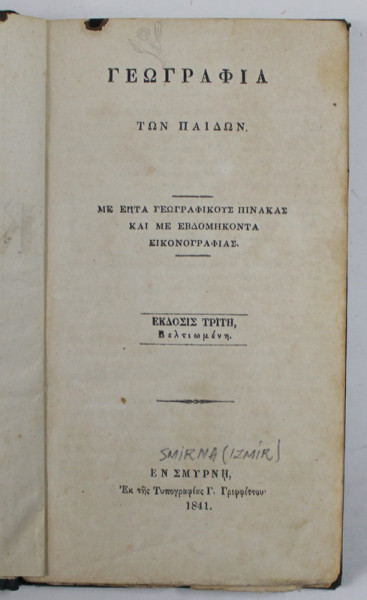 ΓΕΩΓΡΑΦΙΑ
ΤΩΝ ΠΑΙΔΩΝ.
ΜΕ ΕΠΤΑ ΓΕΩΓΡΑΦΙΚΟΥΣ ΠΙΝΑΚΑΣ
ΚΑΙ ΜΕ ΕΒΔΟΜΗΚΟΝΤΑ
ΕΙΚΟΝΟΓΡΑΦΙΑΣ.
ΕΚΔΟΣΙΣ ΤΡΙΤΗ,
Βελτιωμένη.
SMIRNA (IZMIR)
ΕΝ ΣΜΥΡΝῌ,
Ἐκ τῆς Τυπογραφίας Γ. Γριφφίττου·
1841.